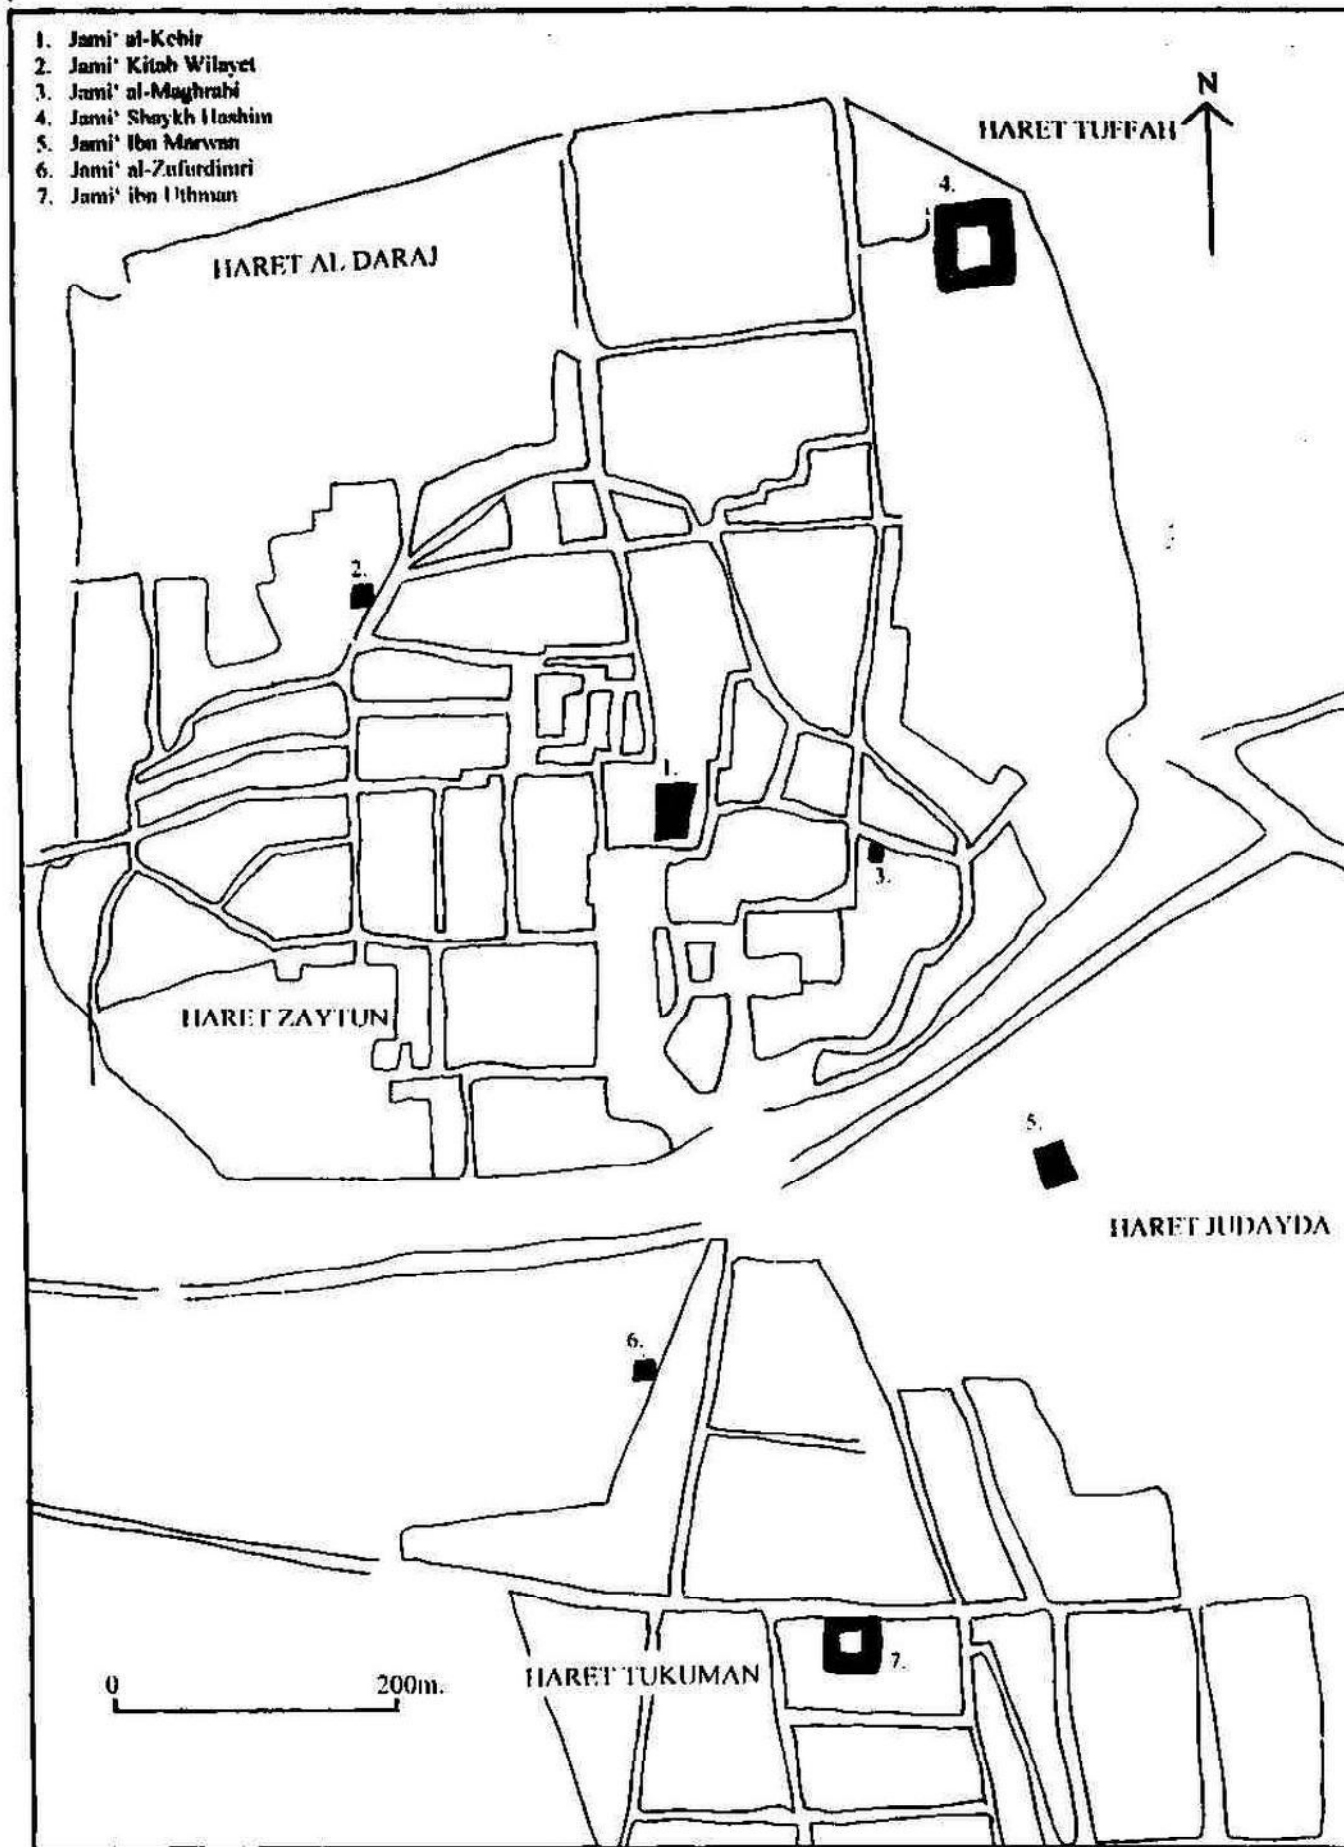 1. Jami' al-Kebir
2. Jami' Kitab Wilayet
3. Jami' al-Maghrabi
4. Jami' Shaykh Hashim
5. Jami' Ibn Marwan
6. Jami' al-Zufurdimri
7. Jami' ibn Uthman
N
HARET TUFFAH
4.
HARET AL DARAJ
2.
1.
3.
HARET ZAYTUN
5.
HARET JUDAYDA
6.
7.
HARET TUKUMAN
0 200m.